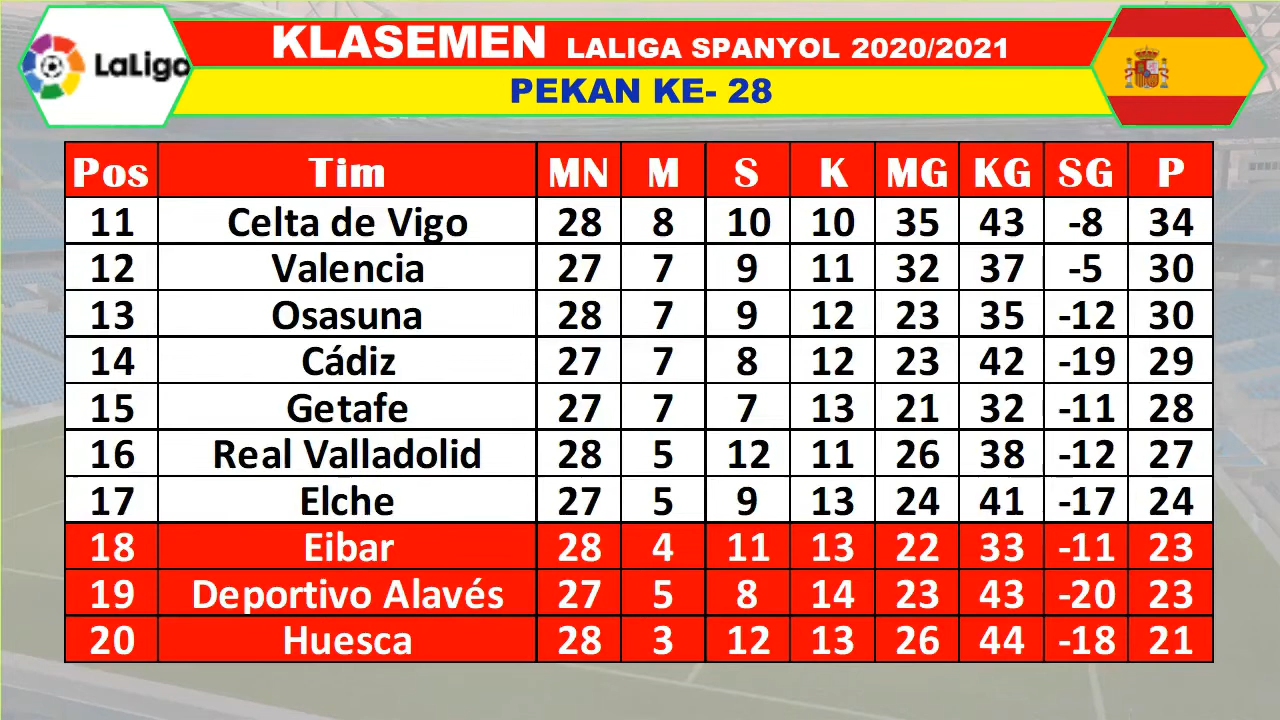 LaLiga
KLASEMEN LALIGA SPANYOL 2020/2021
PEKAN KE- 28
Pos Tim MN M S K MG KG SG P
11 Celta de Vigo 28 8 10 10 35 43 -8 34
12 Valencia 27 7 9 11 32 37 -5 30
13 Osasuna 28 7 9 12 23 35 -12 30
14 Cádiz 27 7 8 12 23 42 -19 29
15 Getafe 27 7 7 13 21 32 -11 28
16 Real Valladolid 28 5 12 11 26 38 -12 27
17 Elche 27 5 9 13 24 41 -17 24
18 Eibar 28 4 11 13 22 33 -11 23
19 Deportivo Alavés 27 5 8 14 23 43 -20 23
20 Huesca 28 3 12 13 26 44 -18 21